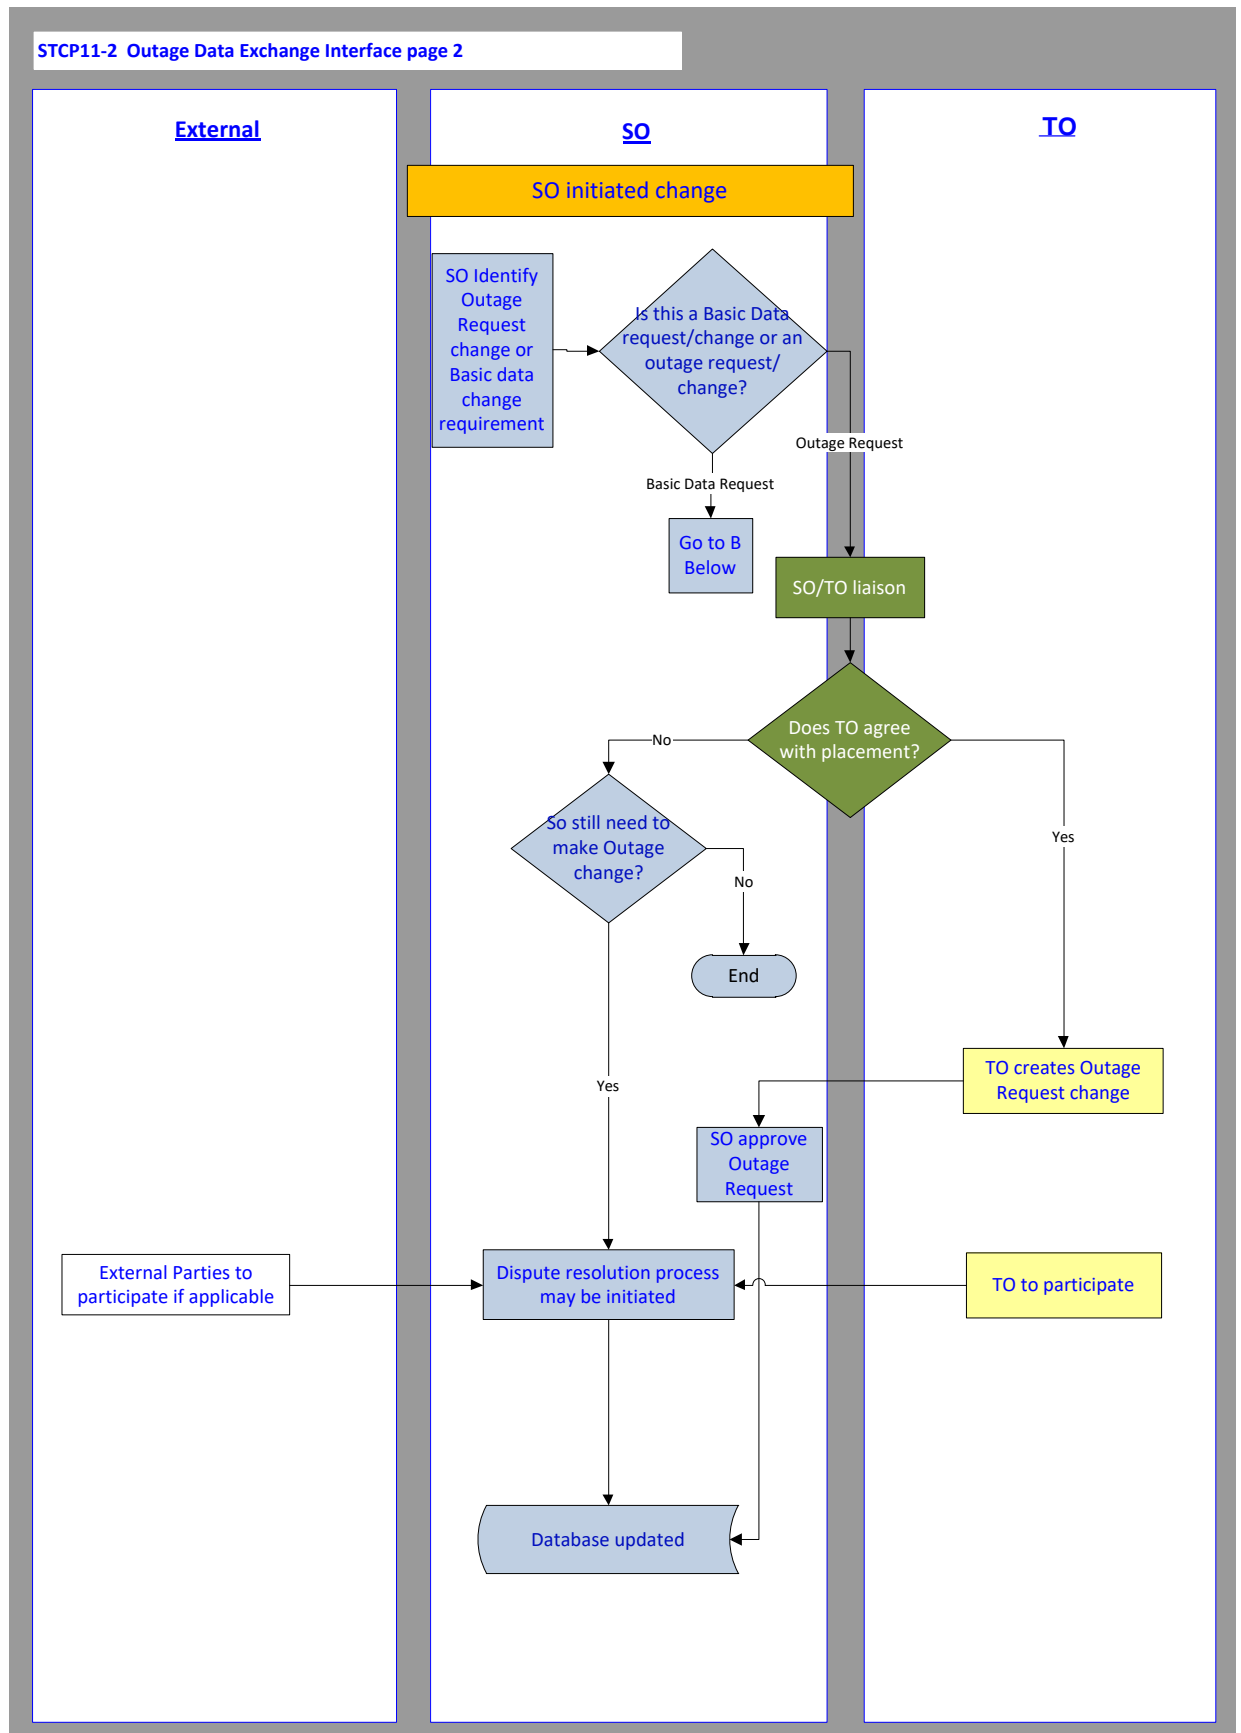 STCP11-2 Outage Data Exchange Interface page 2
External
SO
TO
SO initiated change
SO Identify
Outage
Request
change or
Basic data
change
requirement
Is this a Basic Data
request/change or an
outage request/
change?
Outage Request
Basic Data Request
Go to B
Below
SO/TO liaison
Does TO agree
with placement?
No
Yes
So still need to
make Outage
change?
No
End
Yes
TO creates Outage
Request change
SO approve
Outage
Request
External Parties to
participate if applicable
Dispute resolution process
may be initiated
TO to participate
Database updated